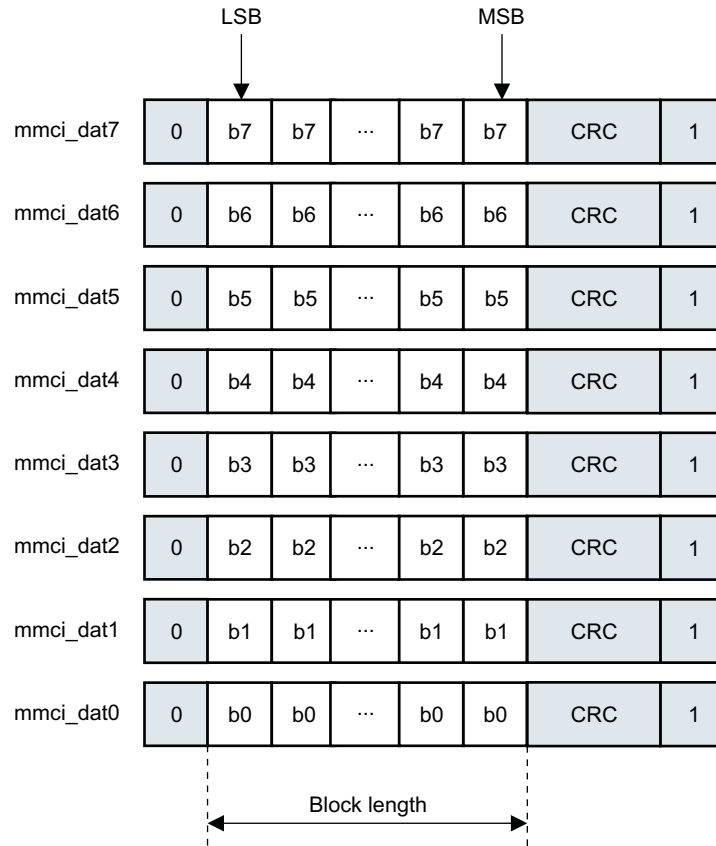 LSB MSB
mmci_dat7 0 b7 b7 ... b7 b7 CRC 1
mmci_dat6 0 b6 b6 ... b6 b6 CRC 1
mmci_dat5 0 b5 b5 ... b5 b5 CRC 1
mmci_dat4 0 b4 b4 ... b4 b4 CRC 1
mmci_dat3 0 b3 b3 ... b3 b3 CRC 1
mmci_dat2 0 b2 b2 ... b2 b2 CRC 1
mmci_dat1 0 b1 b1 ... b1 b1 CRC 1
mmci_dat0 0 b0 b0 ... b0 b0 CRC 1
Block length